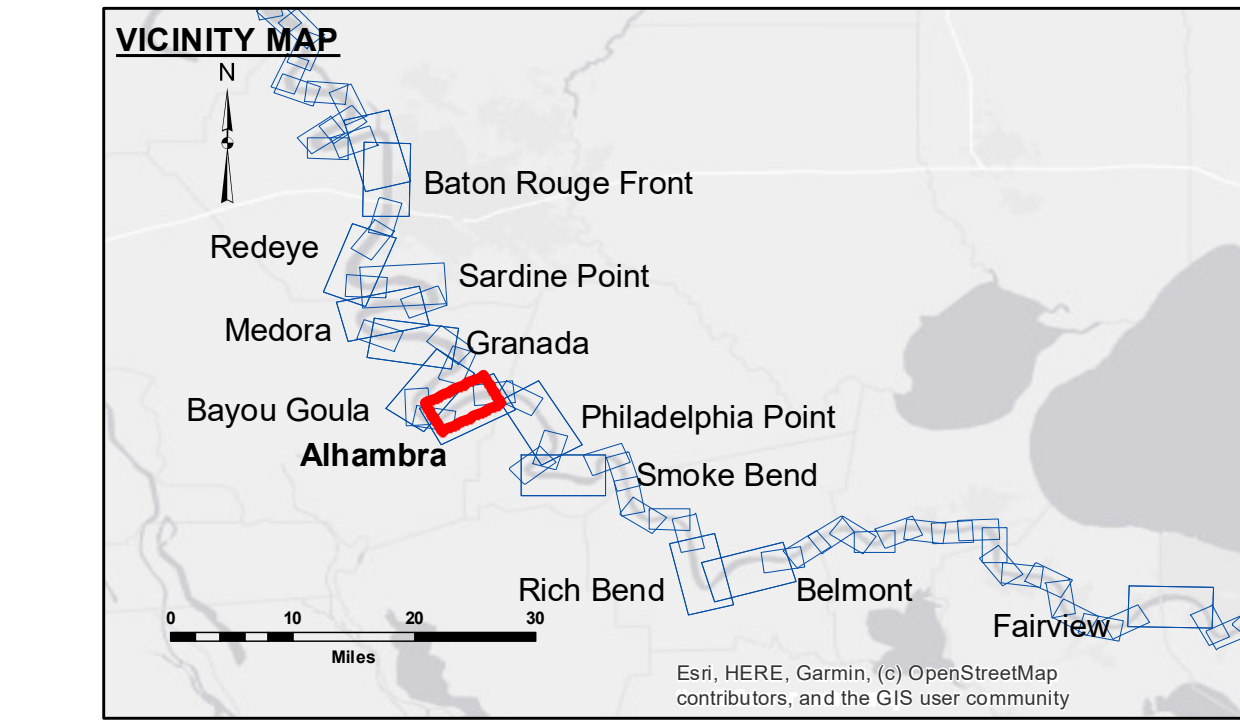 VICINITY MAP
N
Baton Rouge Front
Redeye
Sardine Point
Medora
Granada
Bayou Goula
Philadelphia Point
Alhambra
Smoke Bend
Rich Bend
Belmont
Fairview
0 10 20 30
Miles
Esri, HERE, Garmin, (c) OpenStreetMap
contributors, and the GIS user community